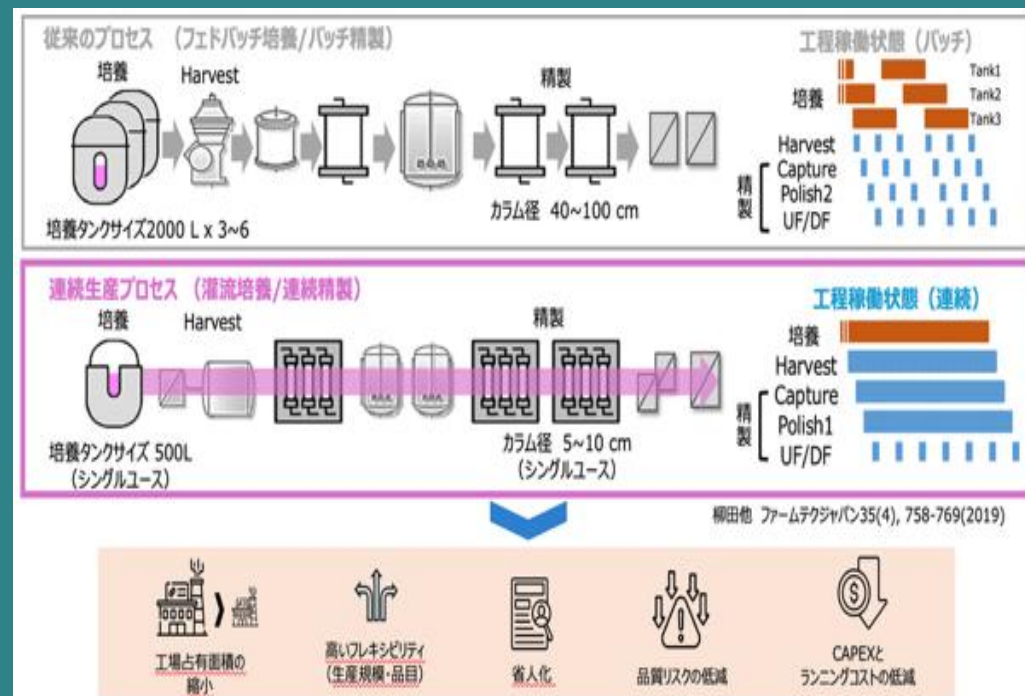 従来のプロセス （フェドバッチ培養/バッチ精製）
工程稼働状態（バッチ）
培養
Harvest
精製
培養
Tank1
Tank2
Tank3
Harvest
精製
Capture
Polish2
UF/DF
培養タンクサイズ2000 L x 3~6
カラム径 40~100 cm
連続生産プロセス （灌流培養/連続精製）
工程稼働状態（連続）
培養
Harvest
精製
培養
Harvest
精製
Capture
Polish1
UF/DF
培養タンクサイズ 500L
（シングルユース）
カラム径 5~10 cm
（シングルユース）
柳田他 ファームテクジャパン35(4), 758-769(2019)
工場占有面積の
縮小
高いフレキシビリティ
（生産規模・品目）
省人化
品質リスクの低減
CAPEXと
ランニングコストの低減